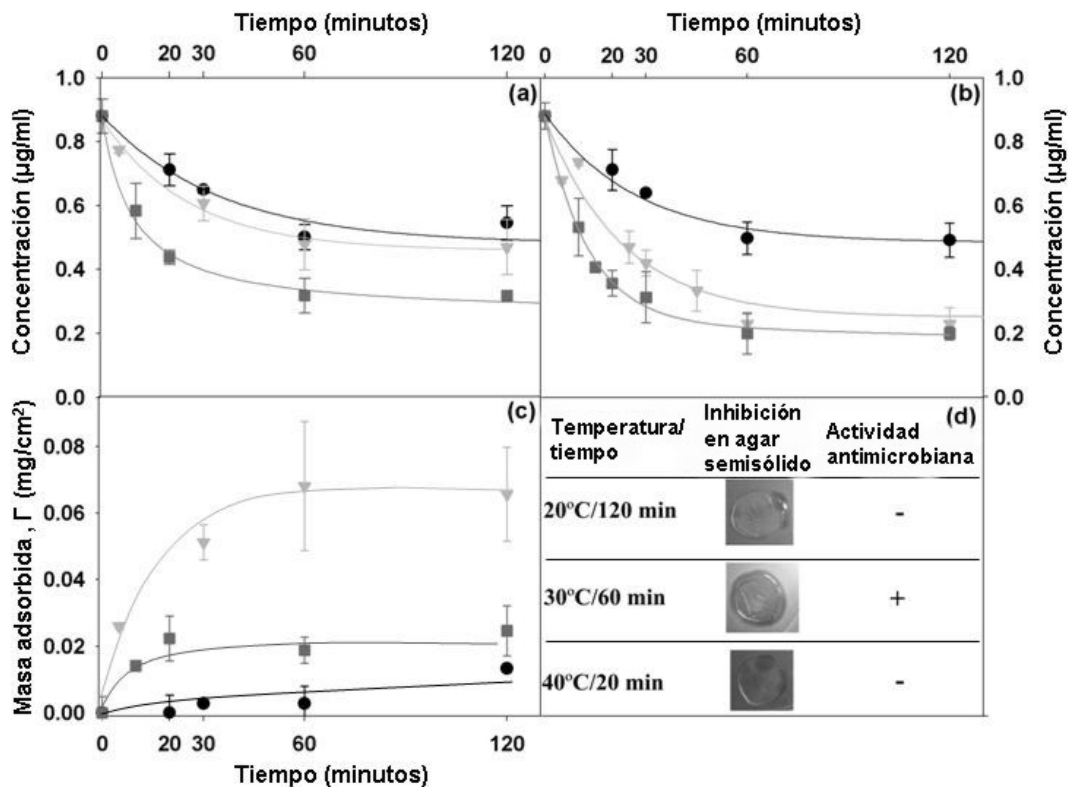 Tiempo (minutos)
Tiempo (minutos)
0 20 30 60 120
0 20 30 60 120
1.0
0.8
0.6
0.4
0.2
0.0
Concentración (µg/ml)
(a)
(b)
1.0
0.8
0.6
0.4
0.2
0.0
Concentración (µg/ml)
0.08
0.06
0.04
0.02
0.00
Masa adsorbida , Γ (mg/cm²)
(c)
0 20 30 60 120
Tiempo (minutos)
(d)
Temperatura/
tiempo
Inhibición
en agar
semisólido
Actividad
antimicrobiana
20ºC/120 min -
30ºC/60 min +
40ºC/20 min -